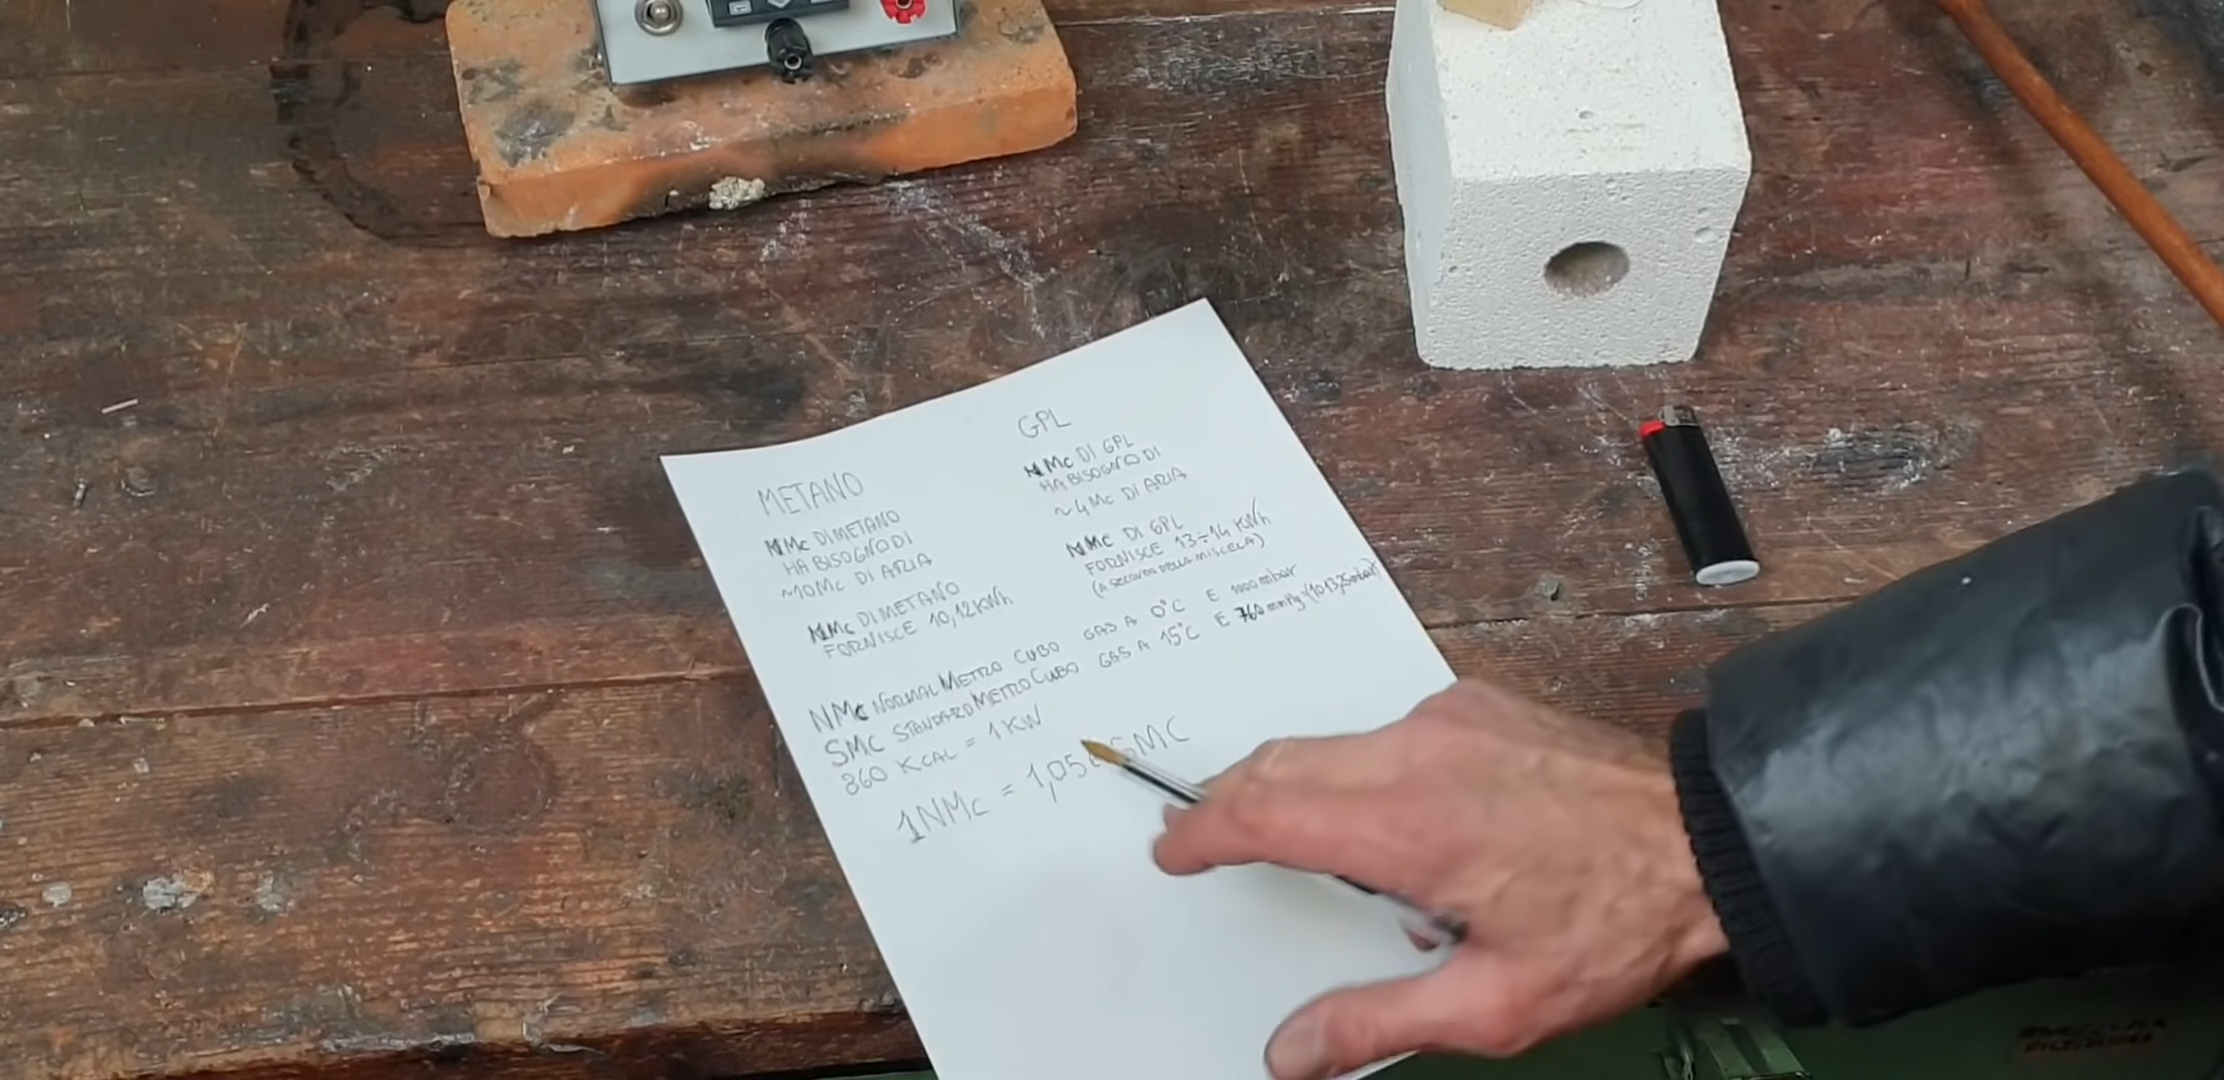 METANO
NMc DI METANO
HA BISOGNO DI
~10Mc DI ARIA
NMc DI METANO
FORNISCE 10,12 KWh
GPL
NMc DI GPL
HA BISOGNO DI
~4Mc DI ARIA
NMC DI GPL
FORNISCE 13÷14 KWh
(A SECONDA DELLA MISCELA)
NMc NORMAL METRO CUBO GAS A 0°C E 1000 mbar
SMC STANDARD METRO CUBO GAS A 15°C E 760 mmHg
860 KCAL = 1 KW
1NMc = 1,05 SMC